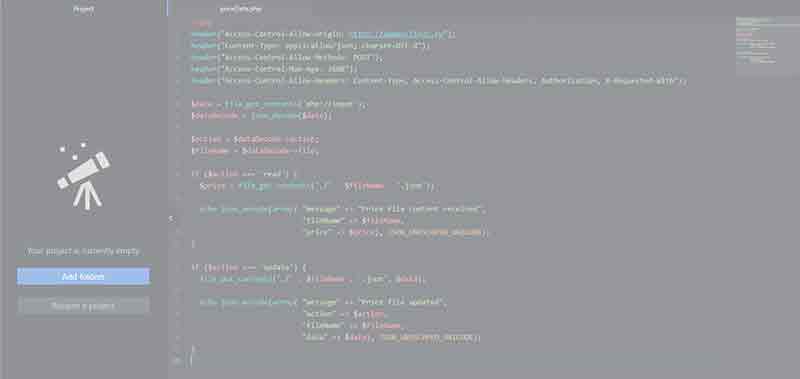 Project
priceData.php
<?php
header("Access-Control-Allow-Origin:
header("Content-Type: application/json; charset=UTF-8");
header("Access-Control-Allow-Methods: POST");
header("Access-Control-Max-Age: 3600");
header("Access-Control-Allow-Headers: Content-Type, Access-Control-Allow-Headers, Authorization, X-Requested-With");
$data = file_get_contents('php://input');
$dataDecode = json_decode($data);
$action = $dataDecode->action;
$fileName = $dataDecode->file;
if ($action === 'read') {
$price = file_get_contents("./" . $fileName . '.json');
echo json_encode(array( "message" => "Price file content received",
"fileName" => $fileName,
"price" => $price), JSON_UNESCAPED_UNICODE);
}
Your project is currently empty
if ($action === 'update') {
Add folders
file_put_contents("./" . $fileName . '.json', $data);
Reopen a project
echo json_encode(array( "message" => "Price file updated",
"action" => $action,
"fileName" => $fileName,
"data" => $data), JSON_UNESCAPED_UNICODE);
}